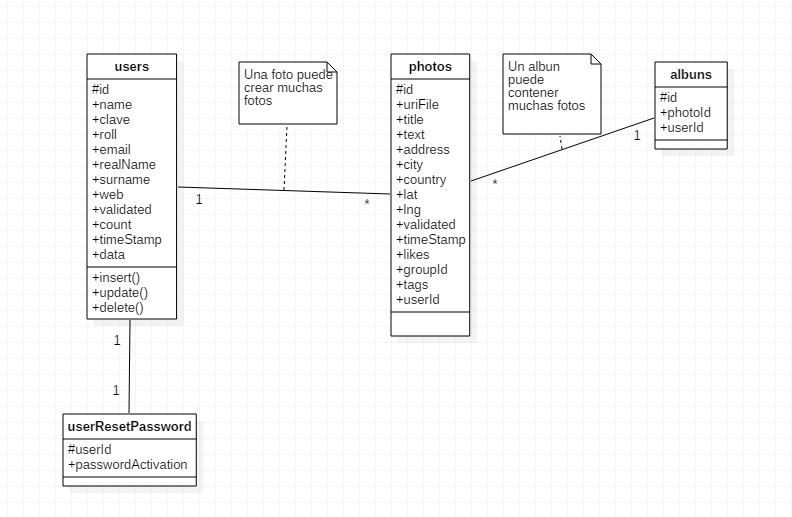 users
#id
+name
+clave
+roll
+email
+realName
+surname
+web
+validated
+count
+timeStamp
+data
+insert()
+update()
+delete()
Una foto puede
crear muchas
fotos
1
*
photos
#id
+uriFile
+title
+text
+address
+city
+country
+lat
+lng
+validated
+timeStamp
+likes
+groupId
+tags
+userId
Un albun
puede
contener
muchas fotos
*
1
albuns
#id
+photoId
+userId
1
1
userResetPassword
#userId
+passwordActivation